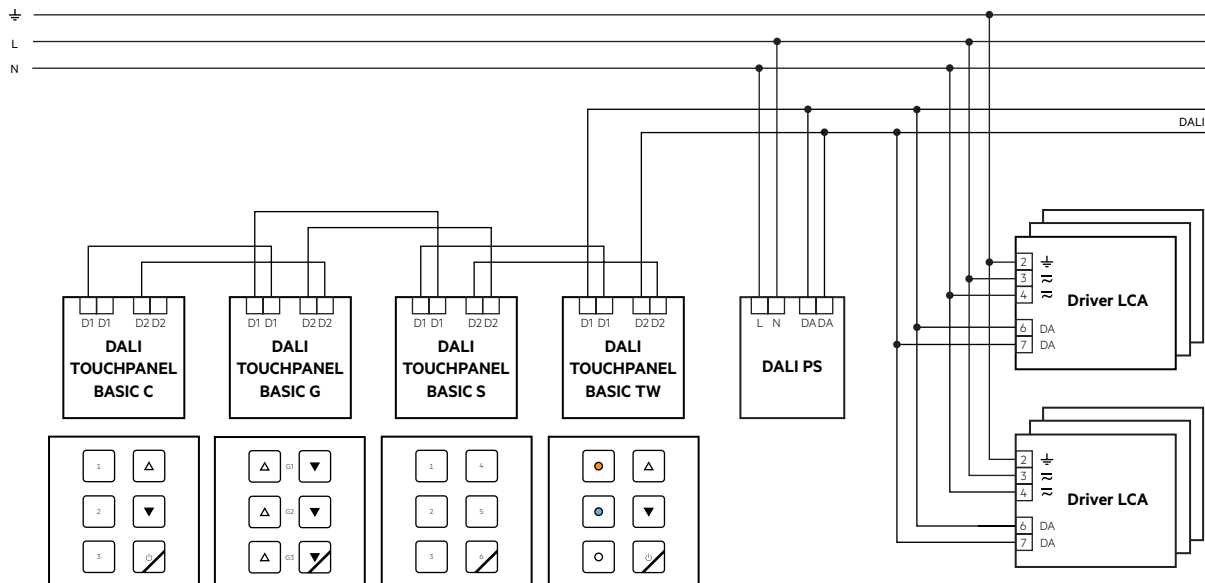 L
N
DALI
D1 D1 D2 D2
DALI
TOUCHPANEL
BASIC C
D1 D1 D2 D2
DALI
TOUCHPANEL
BASIC G
D1 D1 D2 D2
DALI
TOUCHPANEL
BASIC S
D1 D1 D2 D2
DALI
TOUCHPANEL
BASIC TW
L N DA DA
DALI PS
2
3
4
6 DA
7 DA
Driver LCA
2
3
4
6 DA
7 DA
Driver LCA
1
2
3
G1
G2
G3
1 4
2 5
3 6